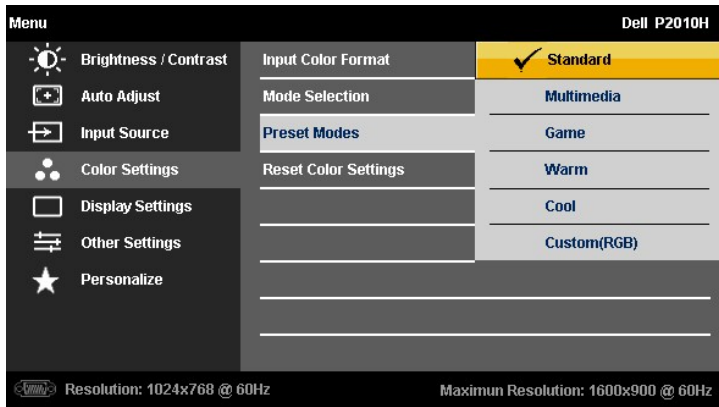 Menu Dell P2010H
Brightness / Contrast Input Color Format Standard
Auto Adjust Mode Selection Multimedia
Input Source Preset Modes Game
Color Settings Reset Color Settings Warm
Display Settings Cool
Other Settings Custom(RGB)
Personalize
Resolution: 1024x768 @ 60Hz Maximun Resolution: 1600x900 @ 60Hz